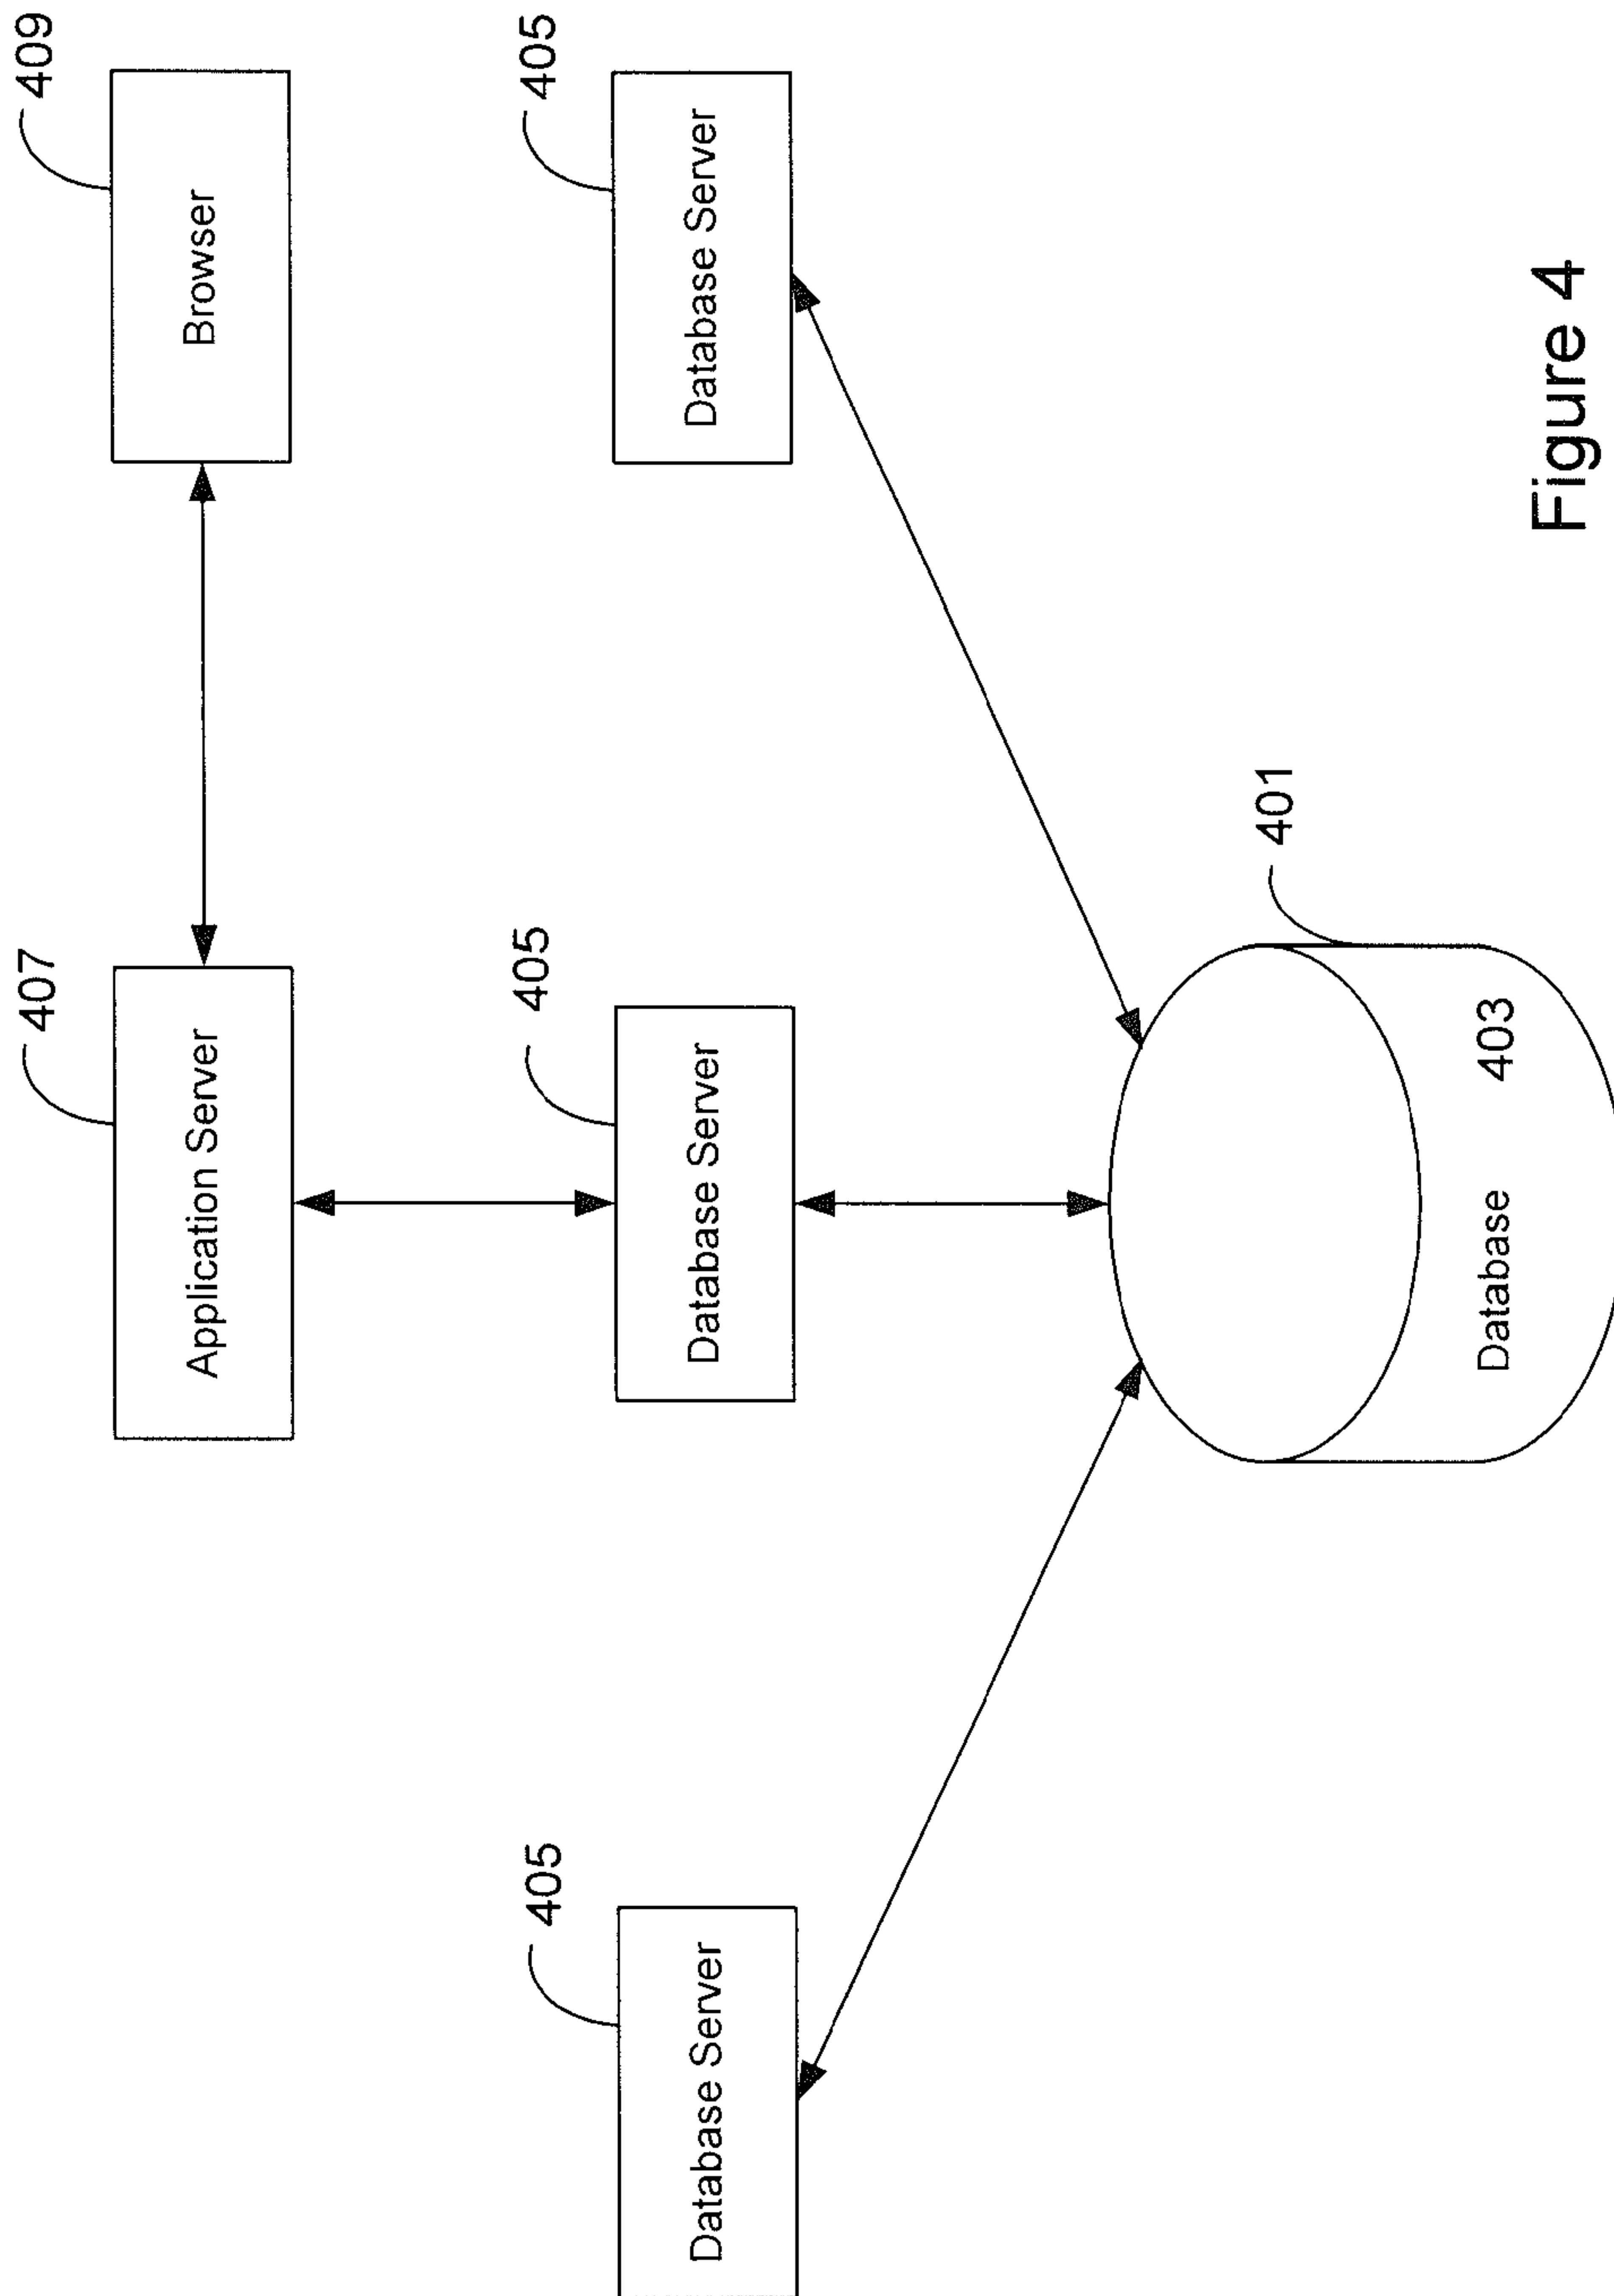 407
409
Application Server
Browser
405
405
405
Database Server
Database Server
Database Server
401
Database
403
Figure 4